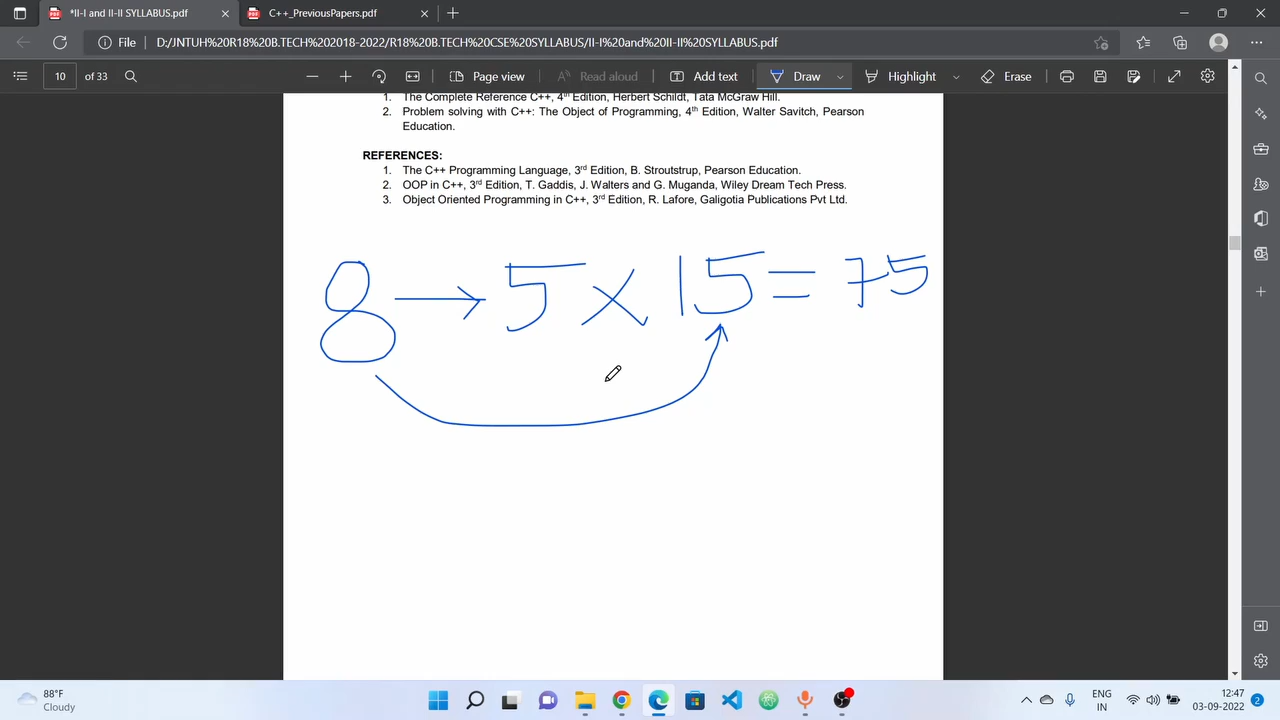 *II-I and II-II SYLLABUS.pdf
C++_PreviousPapers.pdf
File
D:/JNTUH%20R18%20B.TECH%202018-2022/R18%20B.TECH%20CSE%20SYLLABUS/II-I%20and%20II-II%20SYLLABUS.pdf
10 of 33
Page view
Read aloud
Add text
Draw
Highlight
Erase
1. The Complete Reference C++, 4th Edition, Herbert Schildt, Tata McGraw Hill.
2. Problem solving with C++: The Object of Programming, 4th Edition, Walter Savitch, Pearson
Education.
REFERENCES:
1. The C++ Programming Language, 3rd Edition, B. Stroutstrup, Pearson Education.
2. OOP in C++, 3rd Edition, T. Gaddis, J. Walters and G. Muganda, Wiley Dream Tech Press.
3. Object Oriented Programming in C++, 3rd Edition, R. Lafore, Galigotia Publications Pvt Ltd.
8 → 5 × 15 = 75
88°F
Cloudy
ENG
IN
12:47
03-09-2022
2